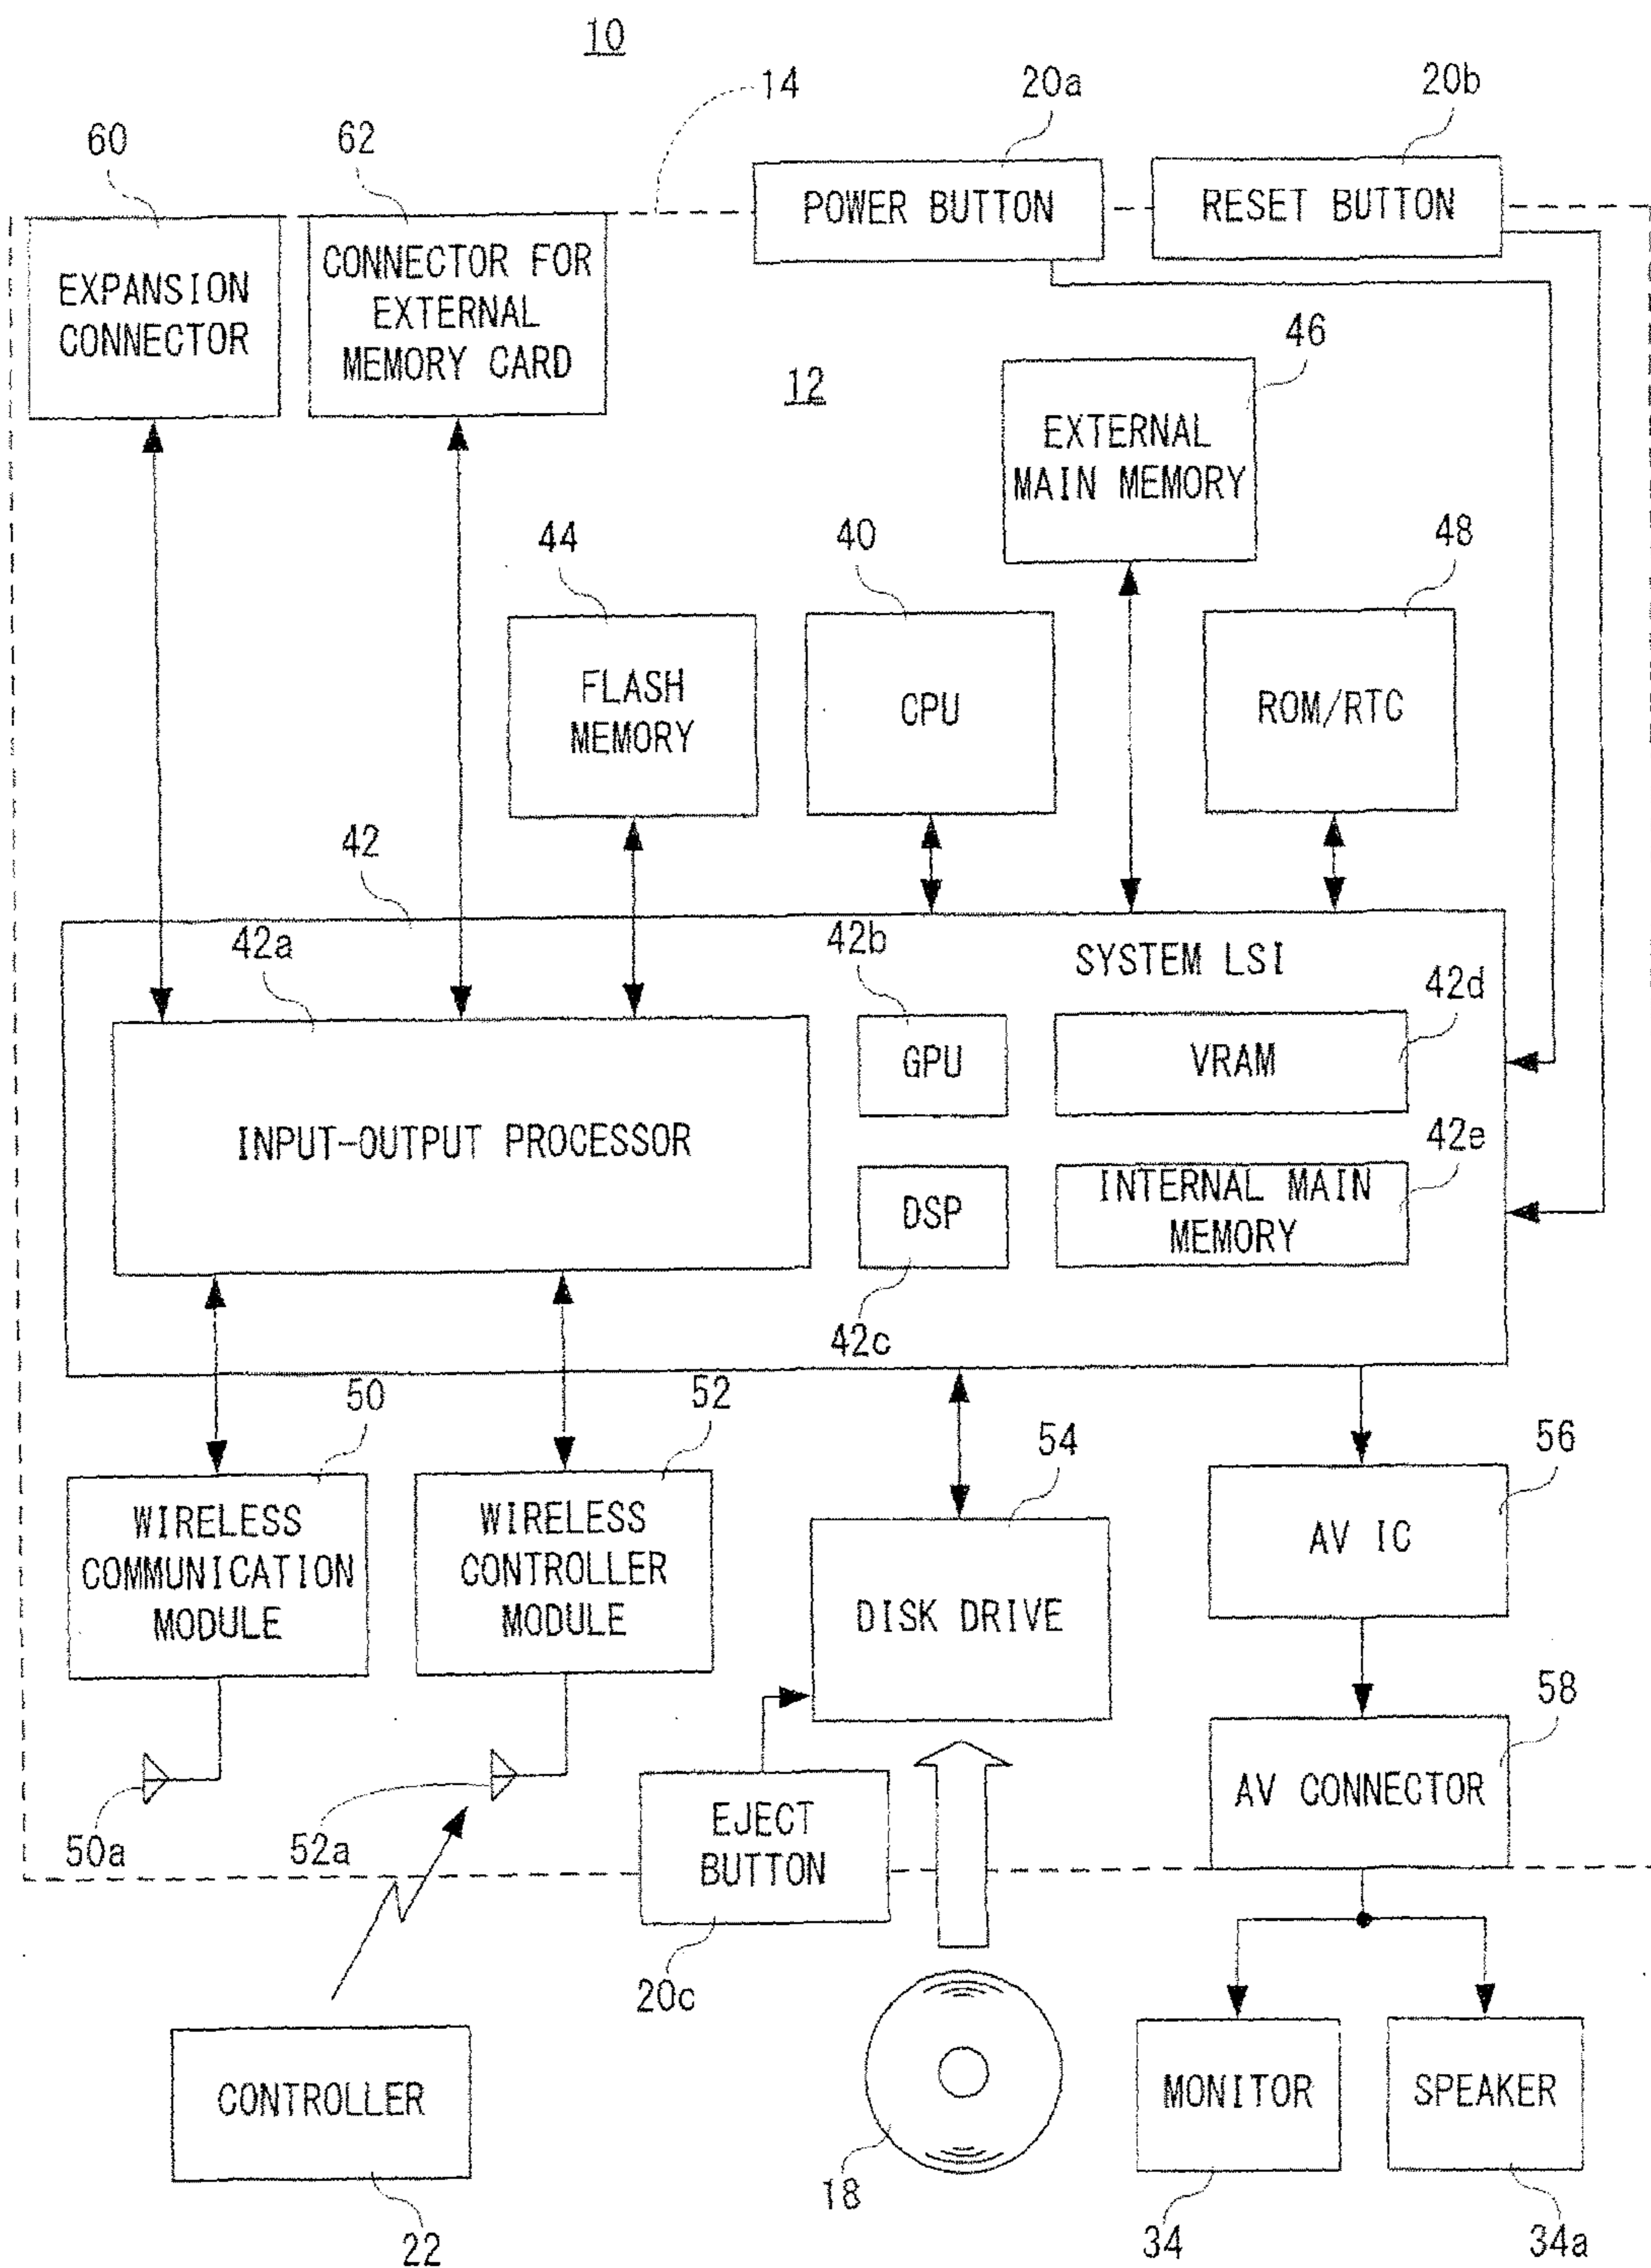 10
14
20a
20b
60
62
POWER BUTTON
RESET BUTTON
EXPANSION
CONNECTOR
CONNECTOR FOR
EXTERNAL
MEMORY CARD
12
46
EXTERNAL
MAIN MEMORY
44
40
48
FLASH
MEMORY
CPU
ROM/RTC
42
42a
42b
SYSTEM LSI
42d
INPUT-OUTPUT PROCESSOR
GPU
VRAM
42e
DSP
INTERNAL MAIN
MEMORY
42c
50
52
54
56
WIRELESS
COMMUNICATION
MODULE
WIRELESS
CONTROLLER
MODULE
DISK DRIVE
AV IC
58
50a
52a
EJECT
BUTTON
AV CONNECTOR
20c
CONTROLLER
MONITOR
SPEAKER
18
22
34
34a